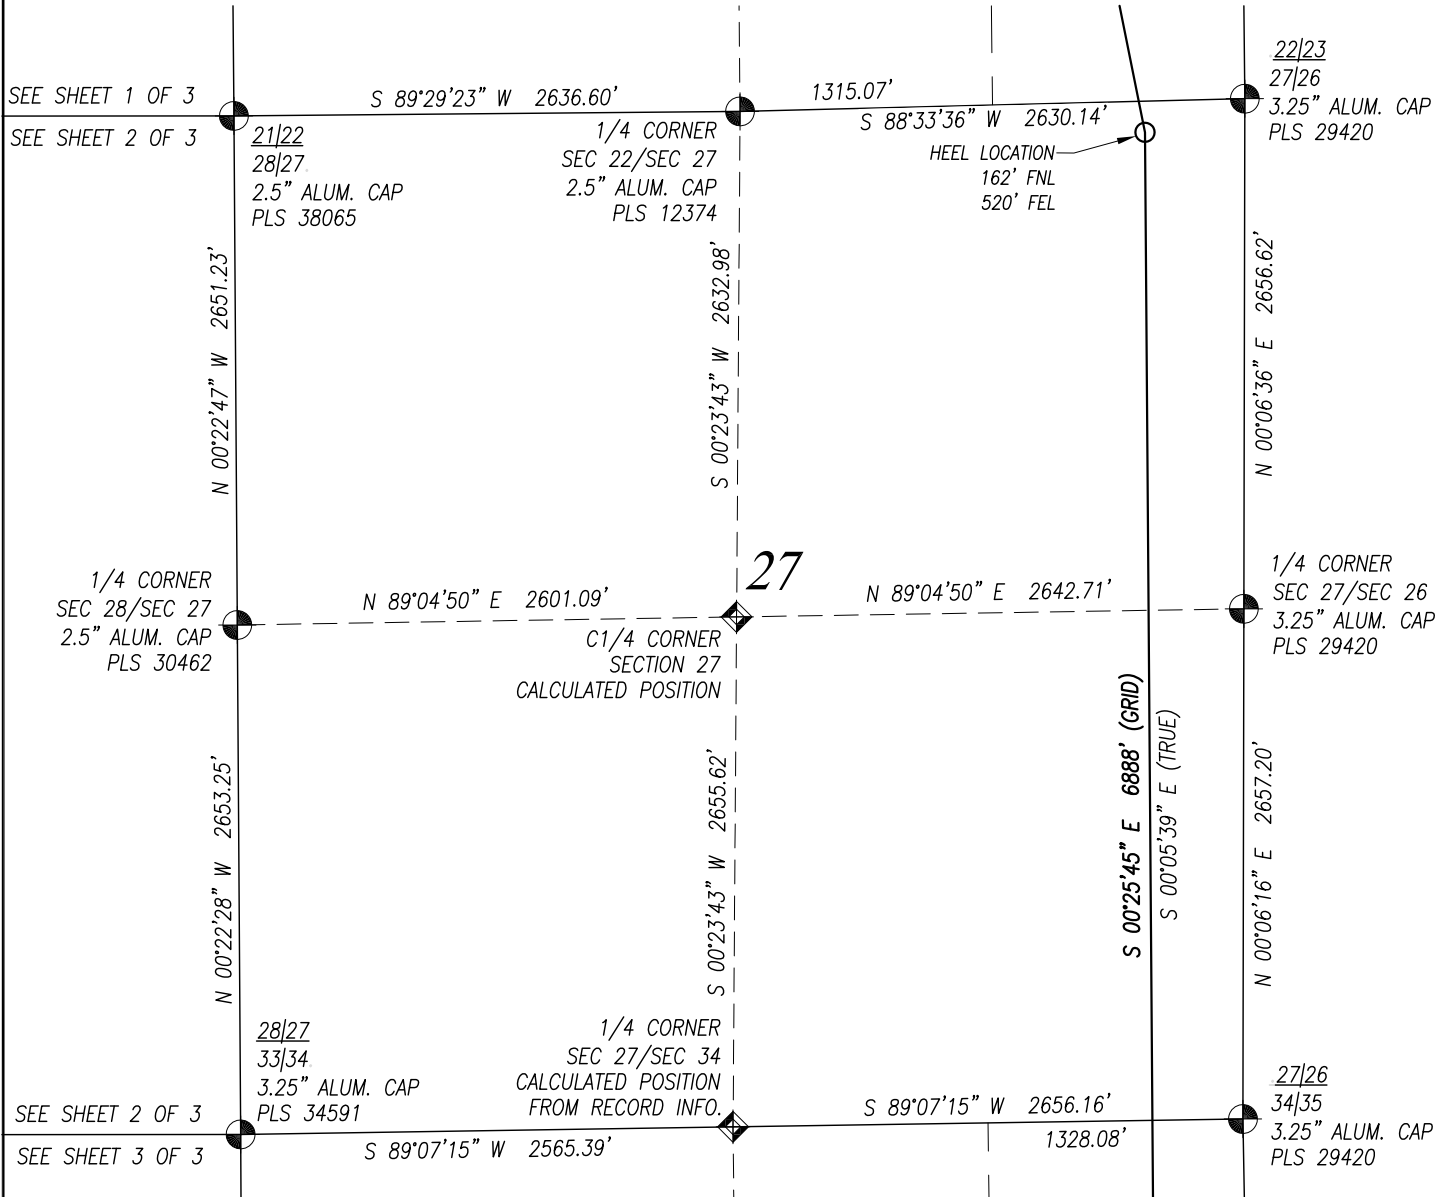 SEE SHEET 1 OF 3
SEE SHEET 2 OF 3
S 89°29'23" W 2636.60'
1315.07'
S 88°33'36" W 2630.14'
22|23
27|26
3.25" ALUM. CAP
PLS 29420
21|22
28|27
2.5" ALUM. CAP
PLS 38065
1/4 CORNER
SEC 22/SEC 27
2.5" ALUM. CAP
PLS 12374
HEEL LOCATION
162' FNL
520' FEL
N 00°22'47" W 2651.23'
S 00°23'43" W 2632.98'
N 00°06'36" E 2656.62'
27
1/4 CORNER
SEC 28/SEC 27
2.5" ALUM. CAP
PLS 30462
N 89°04'50" E 2601.09'
N 89°04'50" E 2642.71'
C1/4 CORNER
SECTION 27
CALCULATED POSITION
1/4 CORNER
SEC 27/SEC 26
3.25" ALUM. CAP
PLS 29420
N 00°22'28" W 2653.25'
S 00°23'43" W 2655.62'
S 00°25'45" E 6888' (GRID)
S 00°05'39" E (TRUE)
N 00°06'16" E 2657.20'
28|27
33|34
3.25" ALUM. CAP
PLS 34591
1/4 CORNER
SEC 27/SEC 34
CALCULATED POSITION
FROM RECORD INFO.
27|26
34|35
3.25" ALUM. CAP
PLS 29420
SEE SHEET 2 OF 3
SEE SHEET 3 OF 3
S 89°07'15" W 2565.39'
S 89°07'15" W 2656.16'
1328.08'